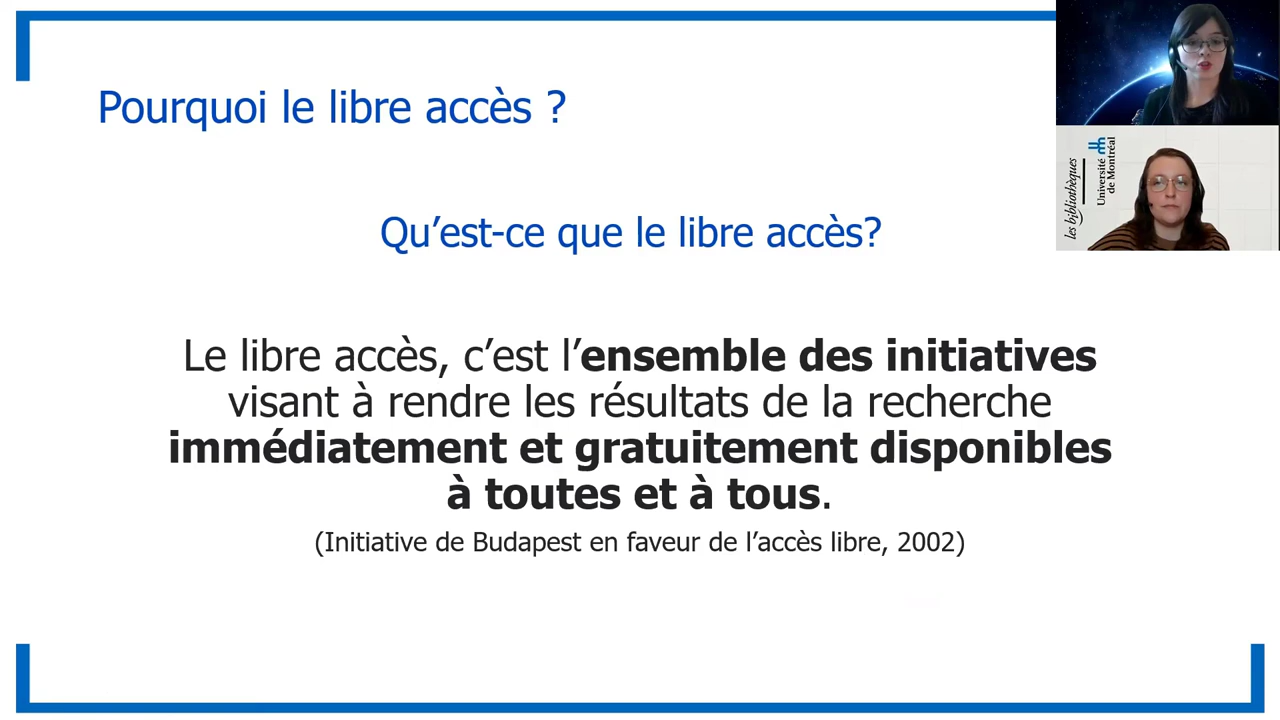 Pourquoi le libre accès ?
Qu’est-ce que le libre accès?
Le libre accès, c’est l’ensemble des initiatives
visant à rendre les résultats de la recherche
immédiatement et gratuitement disponibles
à toutes et à tous.
(Initiative de Budapest en faveur de l’accès libre, 2002)
les bibliothèques
Université
de Montréal